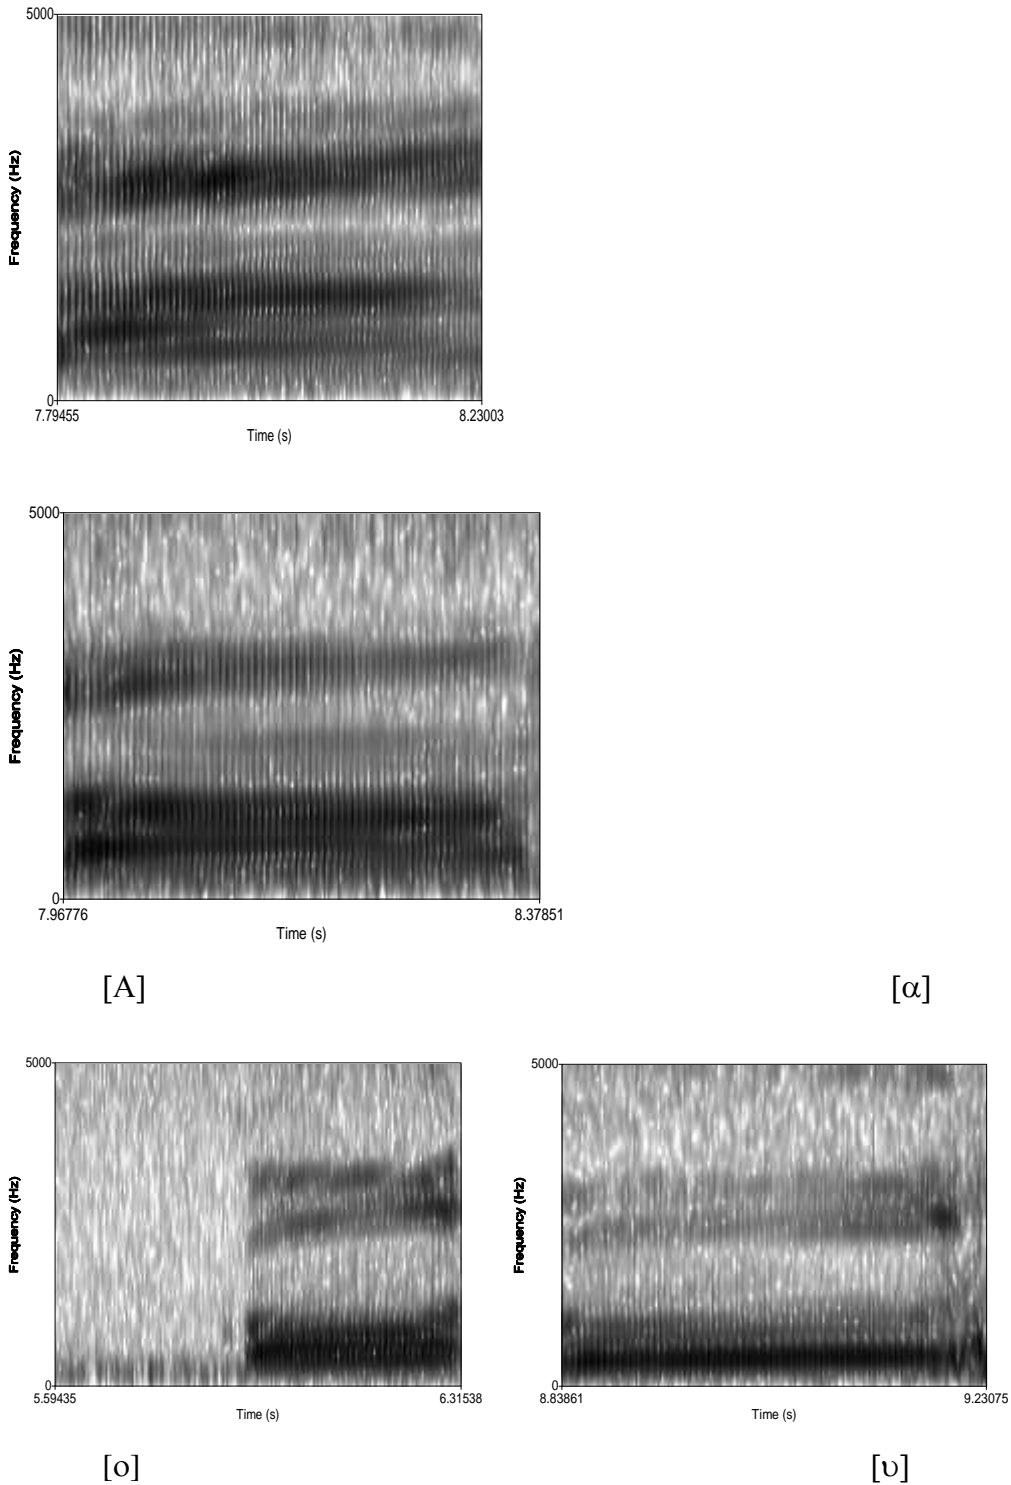 5000
Frequency (Hz)
0
7.79455 8.23003
Time (s)
5000
Frequency (Hz)
0
7.96776 8.37851
Time (s)
[A] [α]
5000 5000
Frequency (Hz) Frequency (Hz)
0 0
5.59435 6.31538 8.83861 9.23075
Time (s) Time (s)
[o] [υ]